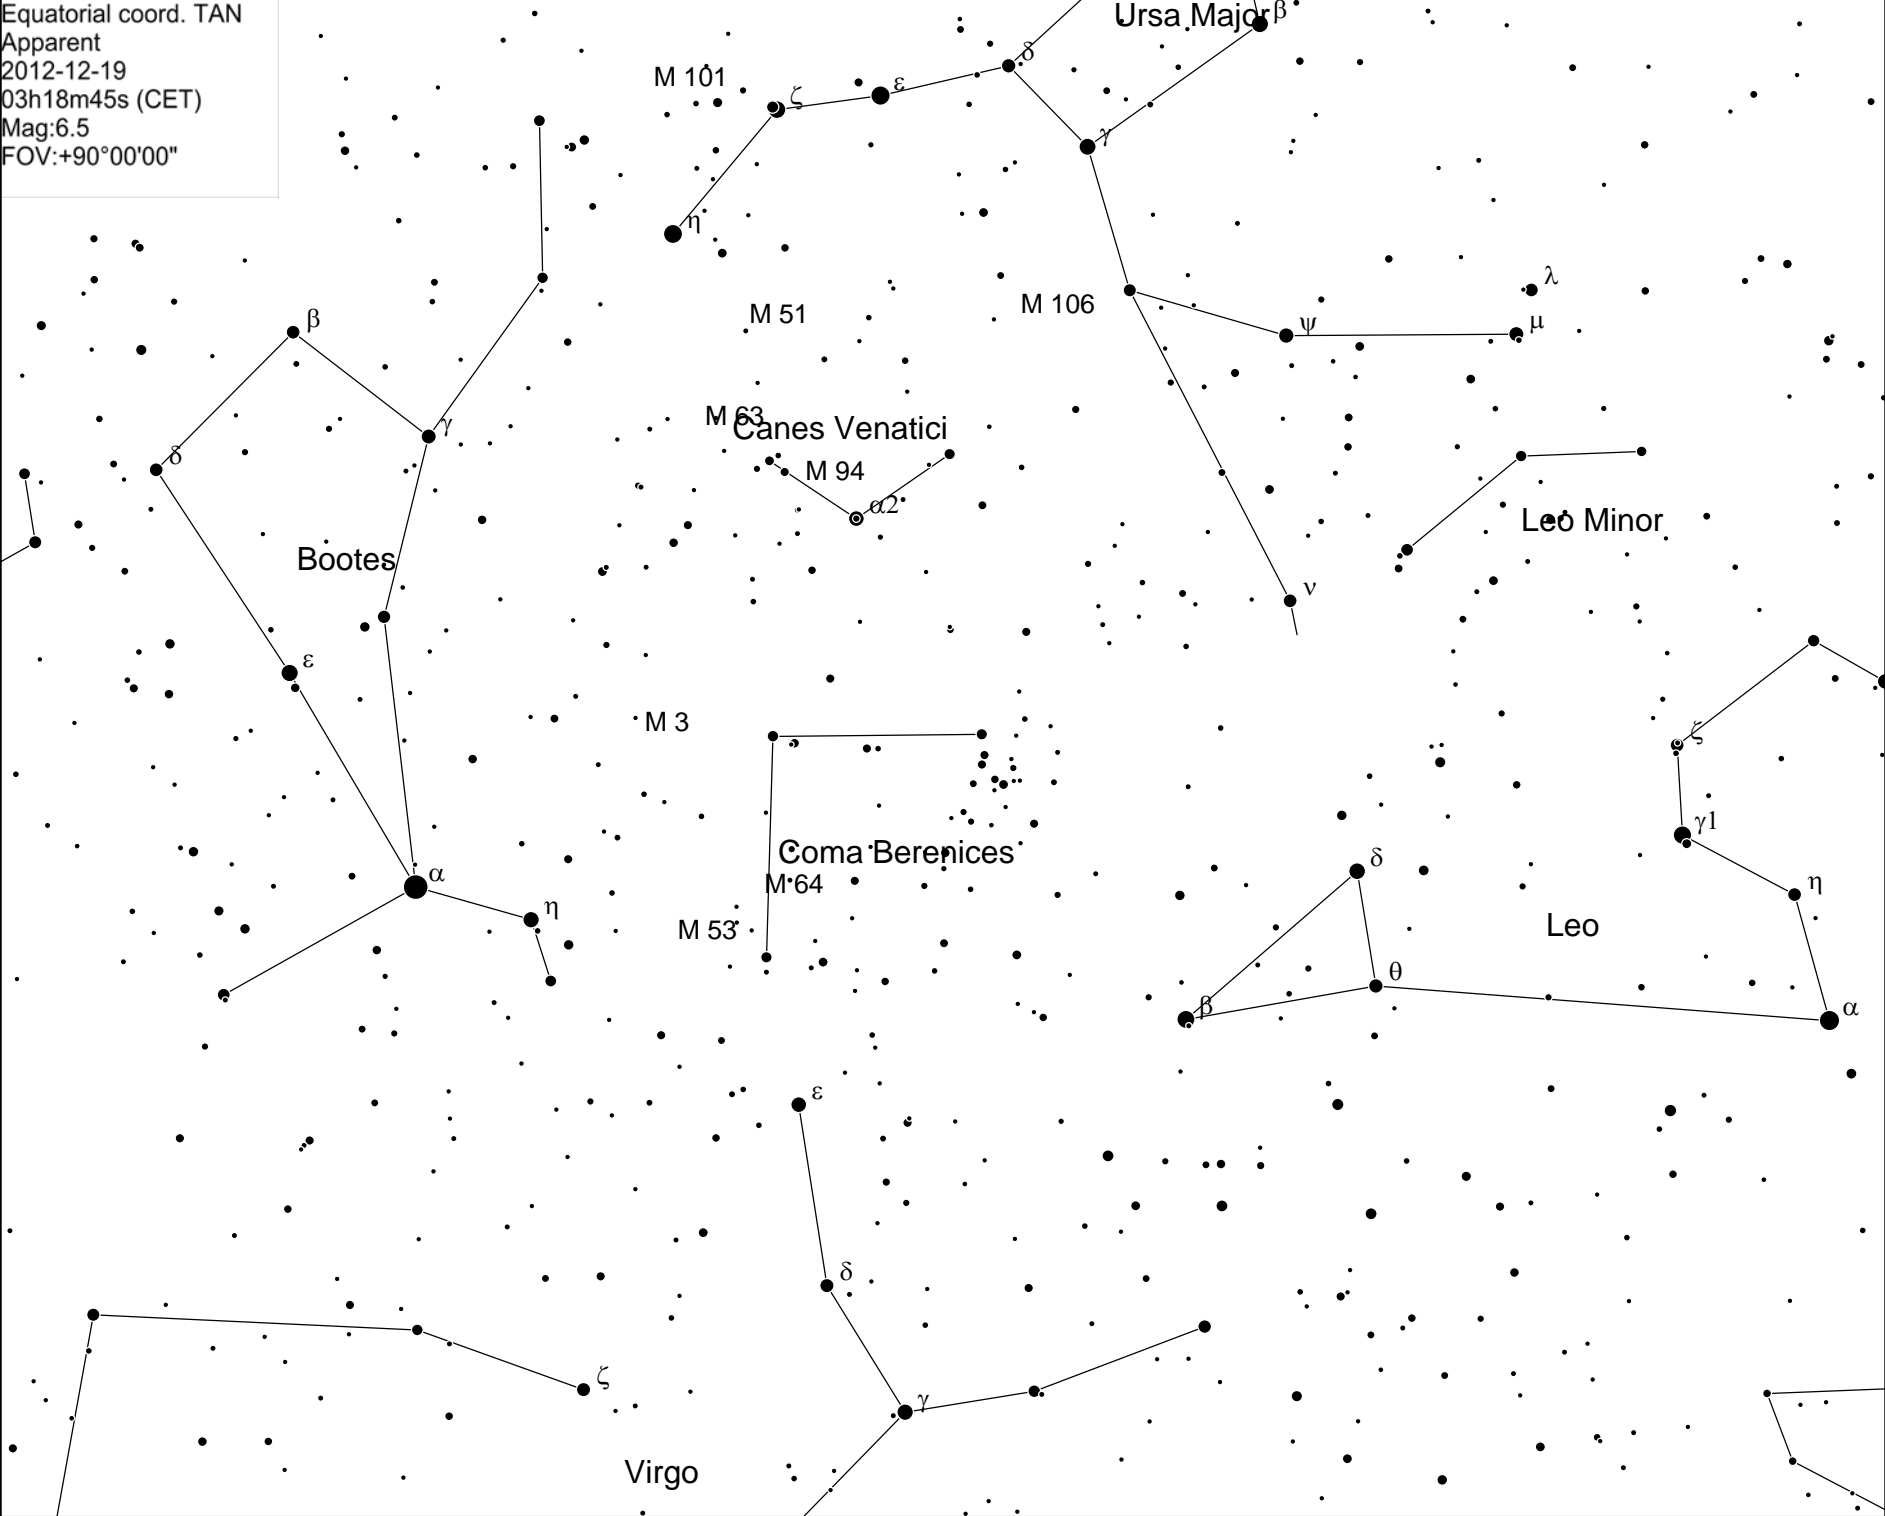 Equatorial coord. TAN
Apparent
2012-12-19
03h18m45s (CET)
Mag:6.5
FOV:+90°00'00"
Ursa Major
β
δ
M 101
ζ
ε
γ
η
λ
M 106
M 51
β
ψ
μ
M 63
Canes Venatici
γ
δ
M 94
α2
Leo Minor
Bootes
ν
ε
M 3
ζ
γ1
Coma Berenices
δ
α
M 64
η
η
M 53
Leo
θ
β
α
ε
δ
ζ
γ
Virgo